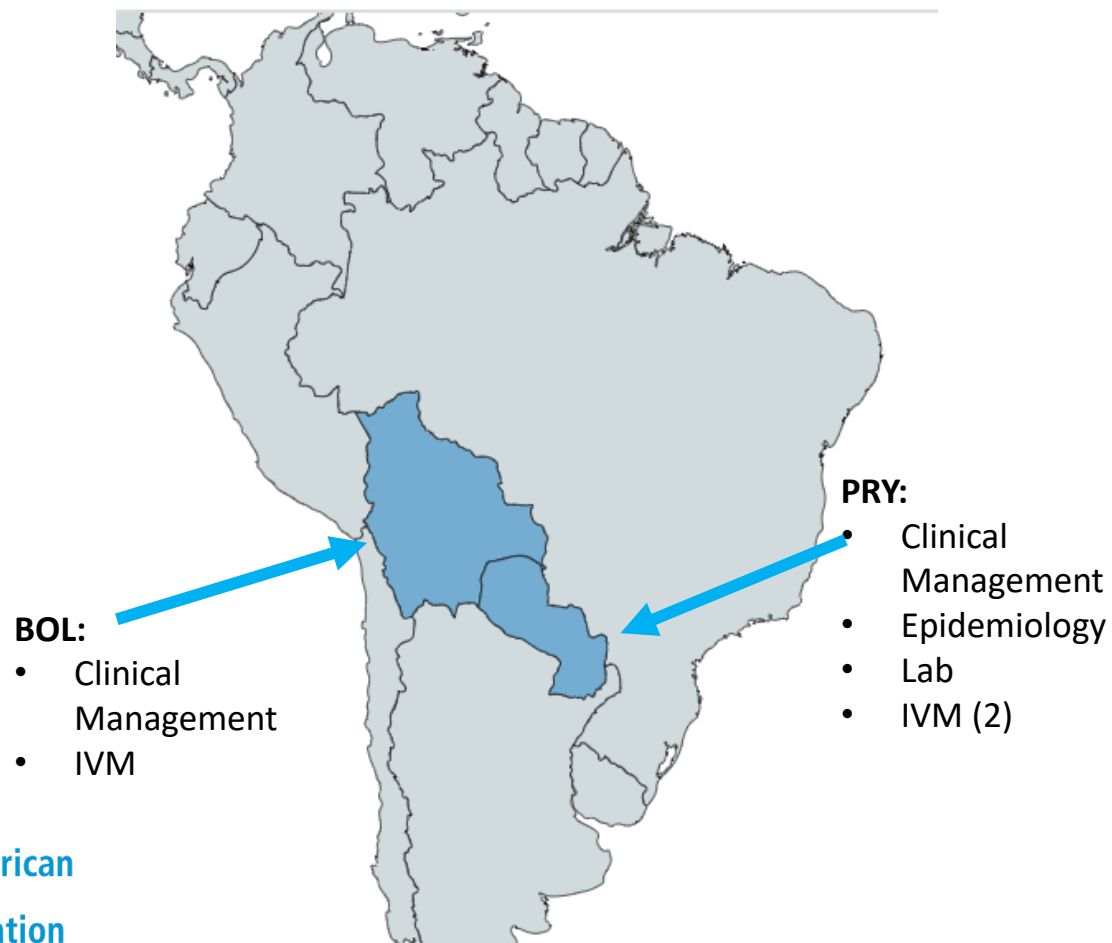 PRY:
• Clinical
Management
• Epidemiology
• Lab
• IVM (2)
BOL:
• Clinical
Management
• IVM
rican
ation